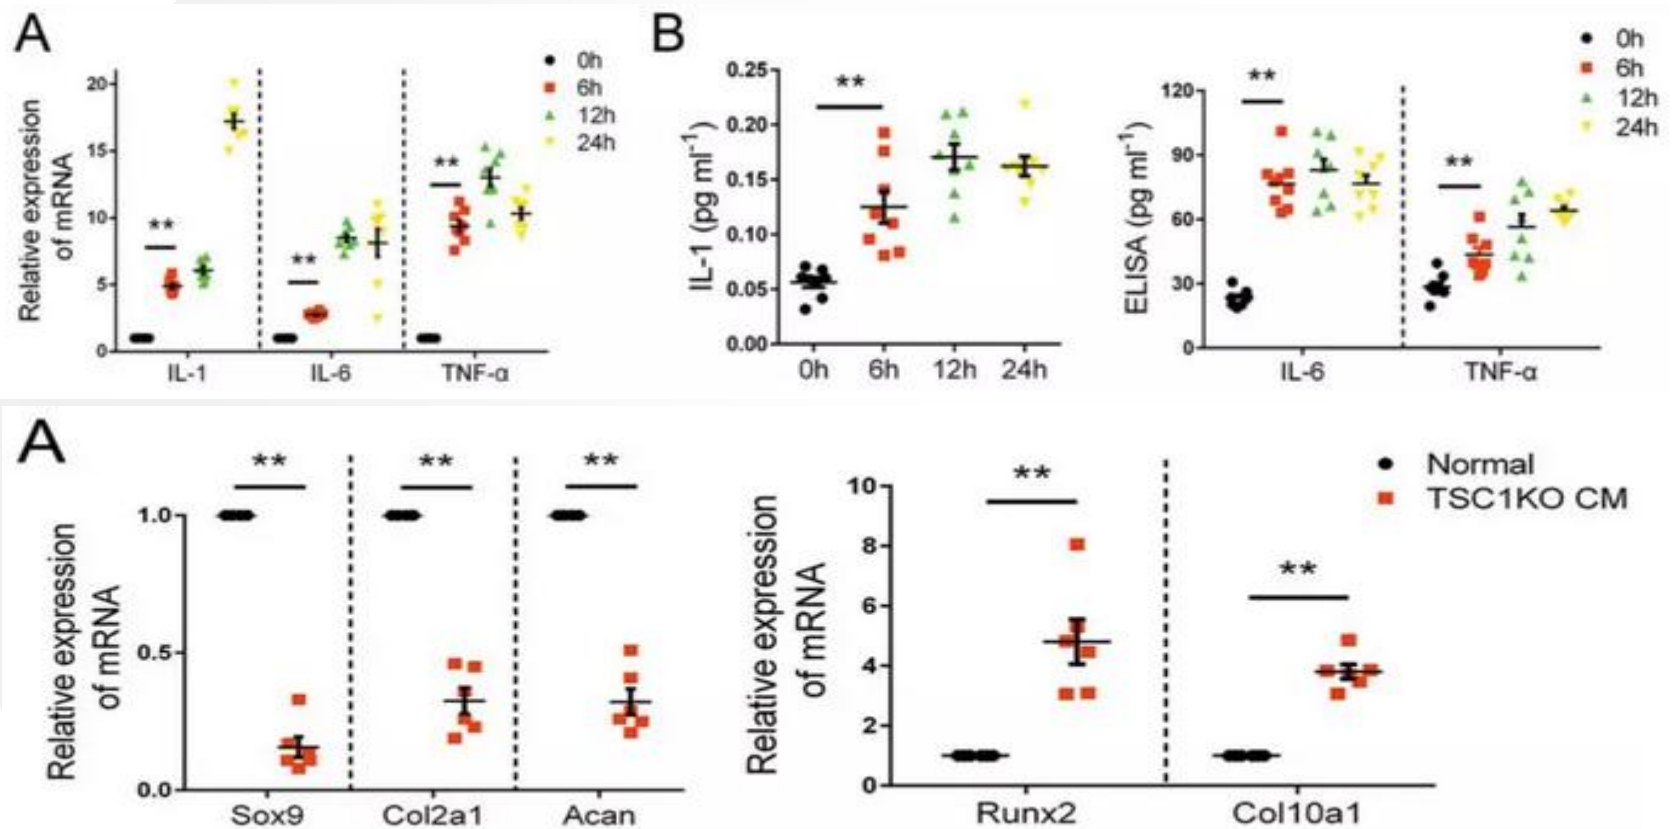 A
Relative expression
of mRNA
20
15
10
5
0
**
**
**
IL-1
IL-6
TNF-α
0h
6h
12h
24h
B
IL-1 (pg ml⁻¹)
0.25
0.20
0.15
0.10
0.05
0.00
**
0h
6h
12h
24h
ELISA (pg ml⁻¹)
120
90
60
30
0
**
**
IL-6
TNF-α
0h
6h
12h
24h
A
Relative expression
of mRNA
1.0
0.5
0.0
**
**
**
Sox9
Col2a1
Acan
Relative expression
of mRNA
10
8
6
4
2
0
**
**
Runx2
Col10a1
Normal
TSC1KO CM